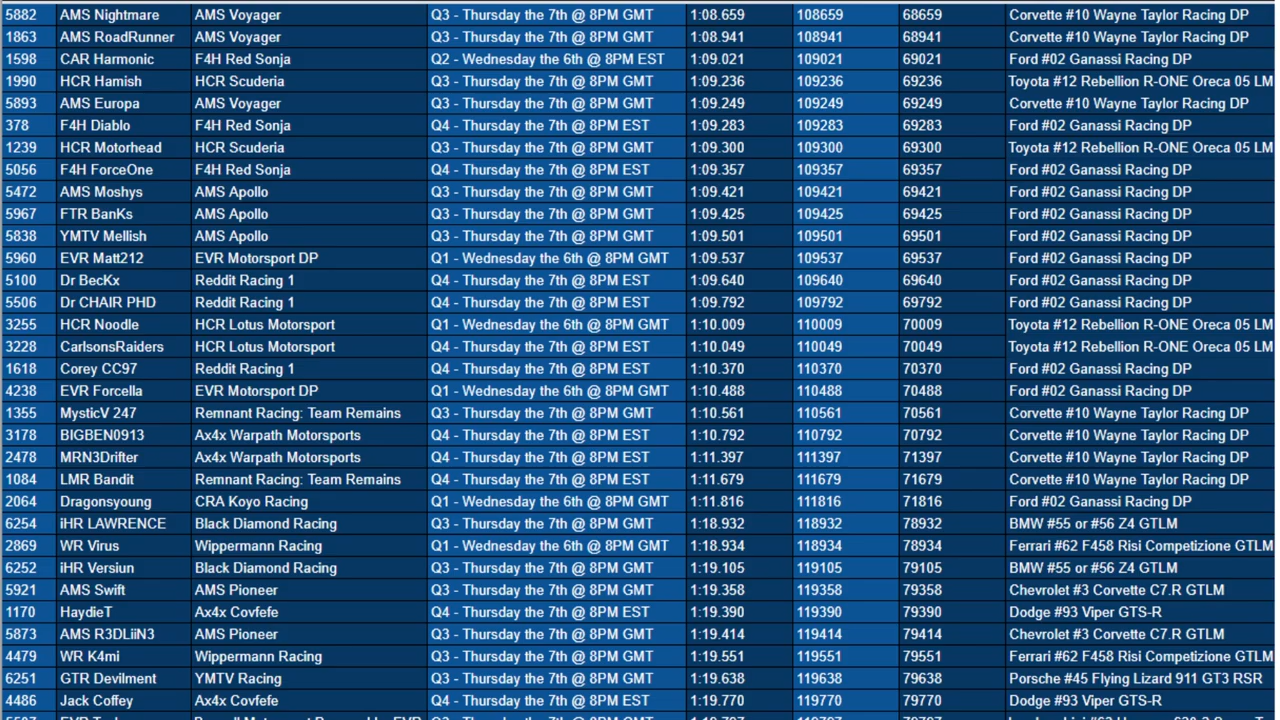 5882 AMS Nightmare AMS Voyager Q3 - Thursday the 7th @ 8PM GMT 1:08.659 108659 68659 Corvette #10 Wayne Taylor Racing DP
1863 AMS RoadRunner AMS Voyager Q3 - Thursday the 7th @ 8PM GMT 1:08.941 108941 68941 Corvette #10 Wayne Taylor Racing DP
1598 CAR Harmonic F4H Red Sonja Q2 - Wednesday the 6th @ 8PM EST 1:09.021 109021 69021 Ford #02 Ganassi Racing DP
1990 HCR Hamish HCR Scuderia Q3 - Thursday the 7th @ 8PM GMT 1:09.236 109236 69236 Toyota #12 Rebellion R-ONE Oreca 05 LM
5893 AMS Europa AMS Voyager Q3 - Thursday the 7th @ 8PM GMT 1:09.249 109249 69249 Corvette #10 Wayne Taylor Racing DP
378 F4H Diablo F4H Red Sonja Q4 - Thursday the 7th @ 8PM EST 1:09.283 109283 69283 Ford #02 Ganassi Racing DP
1239 HCR Motorhead HCR Scuderia Q3 - Thursday the 7th @ 8PM GMT 1:09.300 109300 69300 Toyota #12 Rebellion R-ONE Oreca 05 LM
5056 F4H ForceOne F4H Red Sonja Q4 - Thursday the 7th @ 8PM EST 1:09.357 109357 69357 Ford #02 Ganassi Racing DP
5472 AMS Moshys AMS Apollo Q3 - Thursday the 7th @ 8PM GMT 1:09.421 109421 69421 Ford #02 Ganassi Racing DP
5967 FTR BanKs AMS Apollo Q3 - Thursday the 7th @ 8PM GMT 1:09.425 109425 69425 Ford #02 Ganassi Racing DP
5838 YMTV Mellish AMS Apollo Q3 - Thursday the 7th @ 8PM GMT 1:09.501 109501 69501 Ford #02 Ganassi Racing DP
5960 EVR Matt212 EVR Motorsport DP Q1 - Wednesday the 6th @ 8PM GMT 1:09.537 109537 69537 Ford #02 Ganassi Racing DP
5100 Dr BecKx Reddit Racing 1 Q4 - Thursday the 7th @ 8PM EST 1:09.640 109640 69640 Ford #02 Ganassi Racing DP
5506 Dr CHAIR PHD Reddit Racing 1 Q4 - Thursday the 7th @ 8PM EST 1:09.792 109792 69792 Ford #02 Ganassi Racing DP
3255 HCR Noodle HCR Lotus Motorsport Q1 - Wednesday the 6th @ 8PM GMT 1:10.009 110009 70009 Toyota #12 Rebellion R-ONE Oreca 05 LM
3228 CarlsonsRaiders HCR Lotus Motorsport Q4 - Thursday the 7th @ 8PM EST 1:10.049 110049 70049 Toyota #12 Rebellion R-ONE Oreca 05 LM
1618 Corey CC97 Reddit Racing 1 Q4 - Thursday the 7th @ 8PM EST 1:10.370 110370 70370 Ford #02 Ganassi Racing DP
4238 EVR Forcella EVR Motorsport DP Q1 - Wednesday the 6th @ 8PM GMT 1:10.488 110488 70488 Ford #02 Ganassi Racing DP
1355 MysticV 247 Remnant Racing: Team Remains Q3 - Thursday the 7th @ 8PM GMT 1:10.561 110561 70561 Corvette #10 Wayne Taylor Racing DP
3178 BIGBEN0913 Ax4x Warpath Motorsports Q4 - Thursday the 7th @ 8PM EST 1:10.792 110792 70792 Corvette #10 Wayne Taylor Racing DP
2478 MRN3Drifter Ax4x Warpath Motorsports Q4 - Thursday the 7th @ 8PM EST 1:11.397 111397 71397 Corvette #10 Wayne Taylor Racing DP
1084 LMR Bandit Remnant Racing: Team Remains Q4 - Thursday the 7th @ 8PM EST 1:11.679 111679 71679 Corvette #10 Wayne Taylor Racing DP
2064 Dragonsyoung CRA Koyo Racing Q1 - Wednesday the 6th @ 8PM GMT 1:11.816 111816 71816 Ford #02 Ganassi Racing DP
6254 iHR LAWRENCE Black Diamond Racing Q3 - Thursday the 7th @ 8PM GMT 1:18.932 118932 78932 BMW #55 or #56 Z4 GTLM
2869 WR Virus Wippermann Racing Q1 - Wednesday the 6th @ 8PM GMT 1:18.934 118934 78934 Ferrari #62 F458 Risi Competizione GTLM
6252 iHR Versiun Black Diamond Racing Q3 - Thursday the 7th @ 8PM GMT 1:19.105 119105 79105 BMW #55 or #56 Z4 GTLM
5921 AMS Swift AMS Pioneer Q3 - Thursday the 7th @ 8PM GMT 1:19.358 119358 79358 Chevrolet #3 Corvette C7.R GTLM
1170 HaydieT Ax4x Covfefe Q4 - Thursday the 7th @ 8PM EST 1:19.390 119390 79390 Dodge #93 Viper GTS-R
5873 AMS R3DLiiN3 AMS Pioneer Q3 - Thursday the 7th @ 8PM GMT 1:19.414 119414 79414 Chevrolet #3 Corvette C7.R GTLM
4479 WR K4mi Wippermann Racing Q3 - Thursday the 7th @ 8PM GMT 1:19.551 119551 79551 Ferrari #62 F458 Risi Competizione GTLM
6251 GTR Devilment YMTV Racing Q3 - Thursday the 7th @ 8PM GMT 1:19.638 119638 79638 Porsche #45 Flying Lizard 911 GT3 RSR
4486 Jack Coffey Ax4x Covfefe Q4 - Thursday the 7th @ 8PM EST 1:19.770 119770 79770 Dodge #93 Viper GTS-R